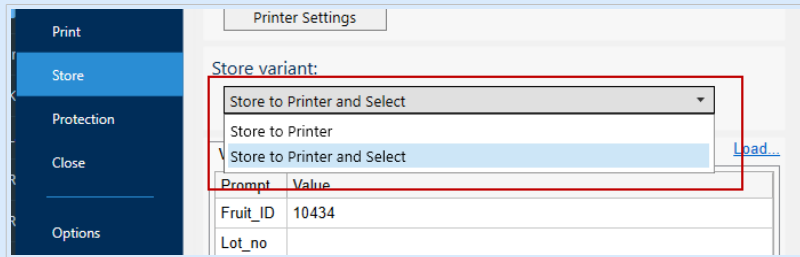 Print
Store
Protection
Close
Options
Printer Settings
Store variant:
Store to Printer and Select
Store to Printer
Store to Printer and Select
Load...
Prompt Value
Fruit_ID 10434
Lot_no